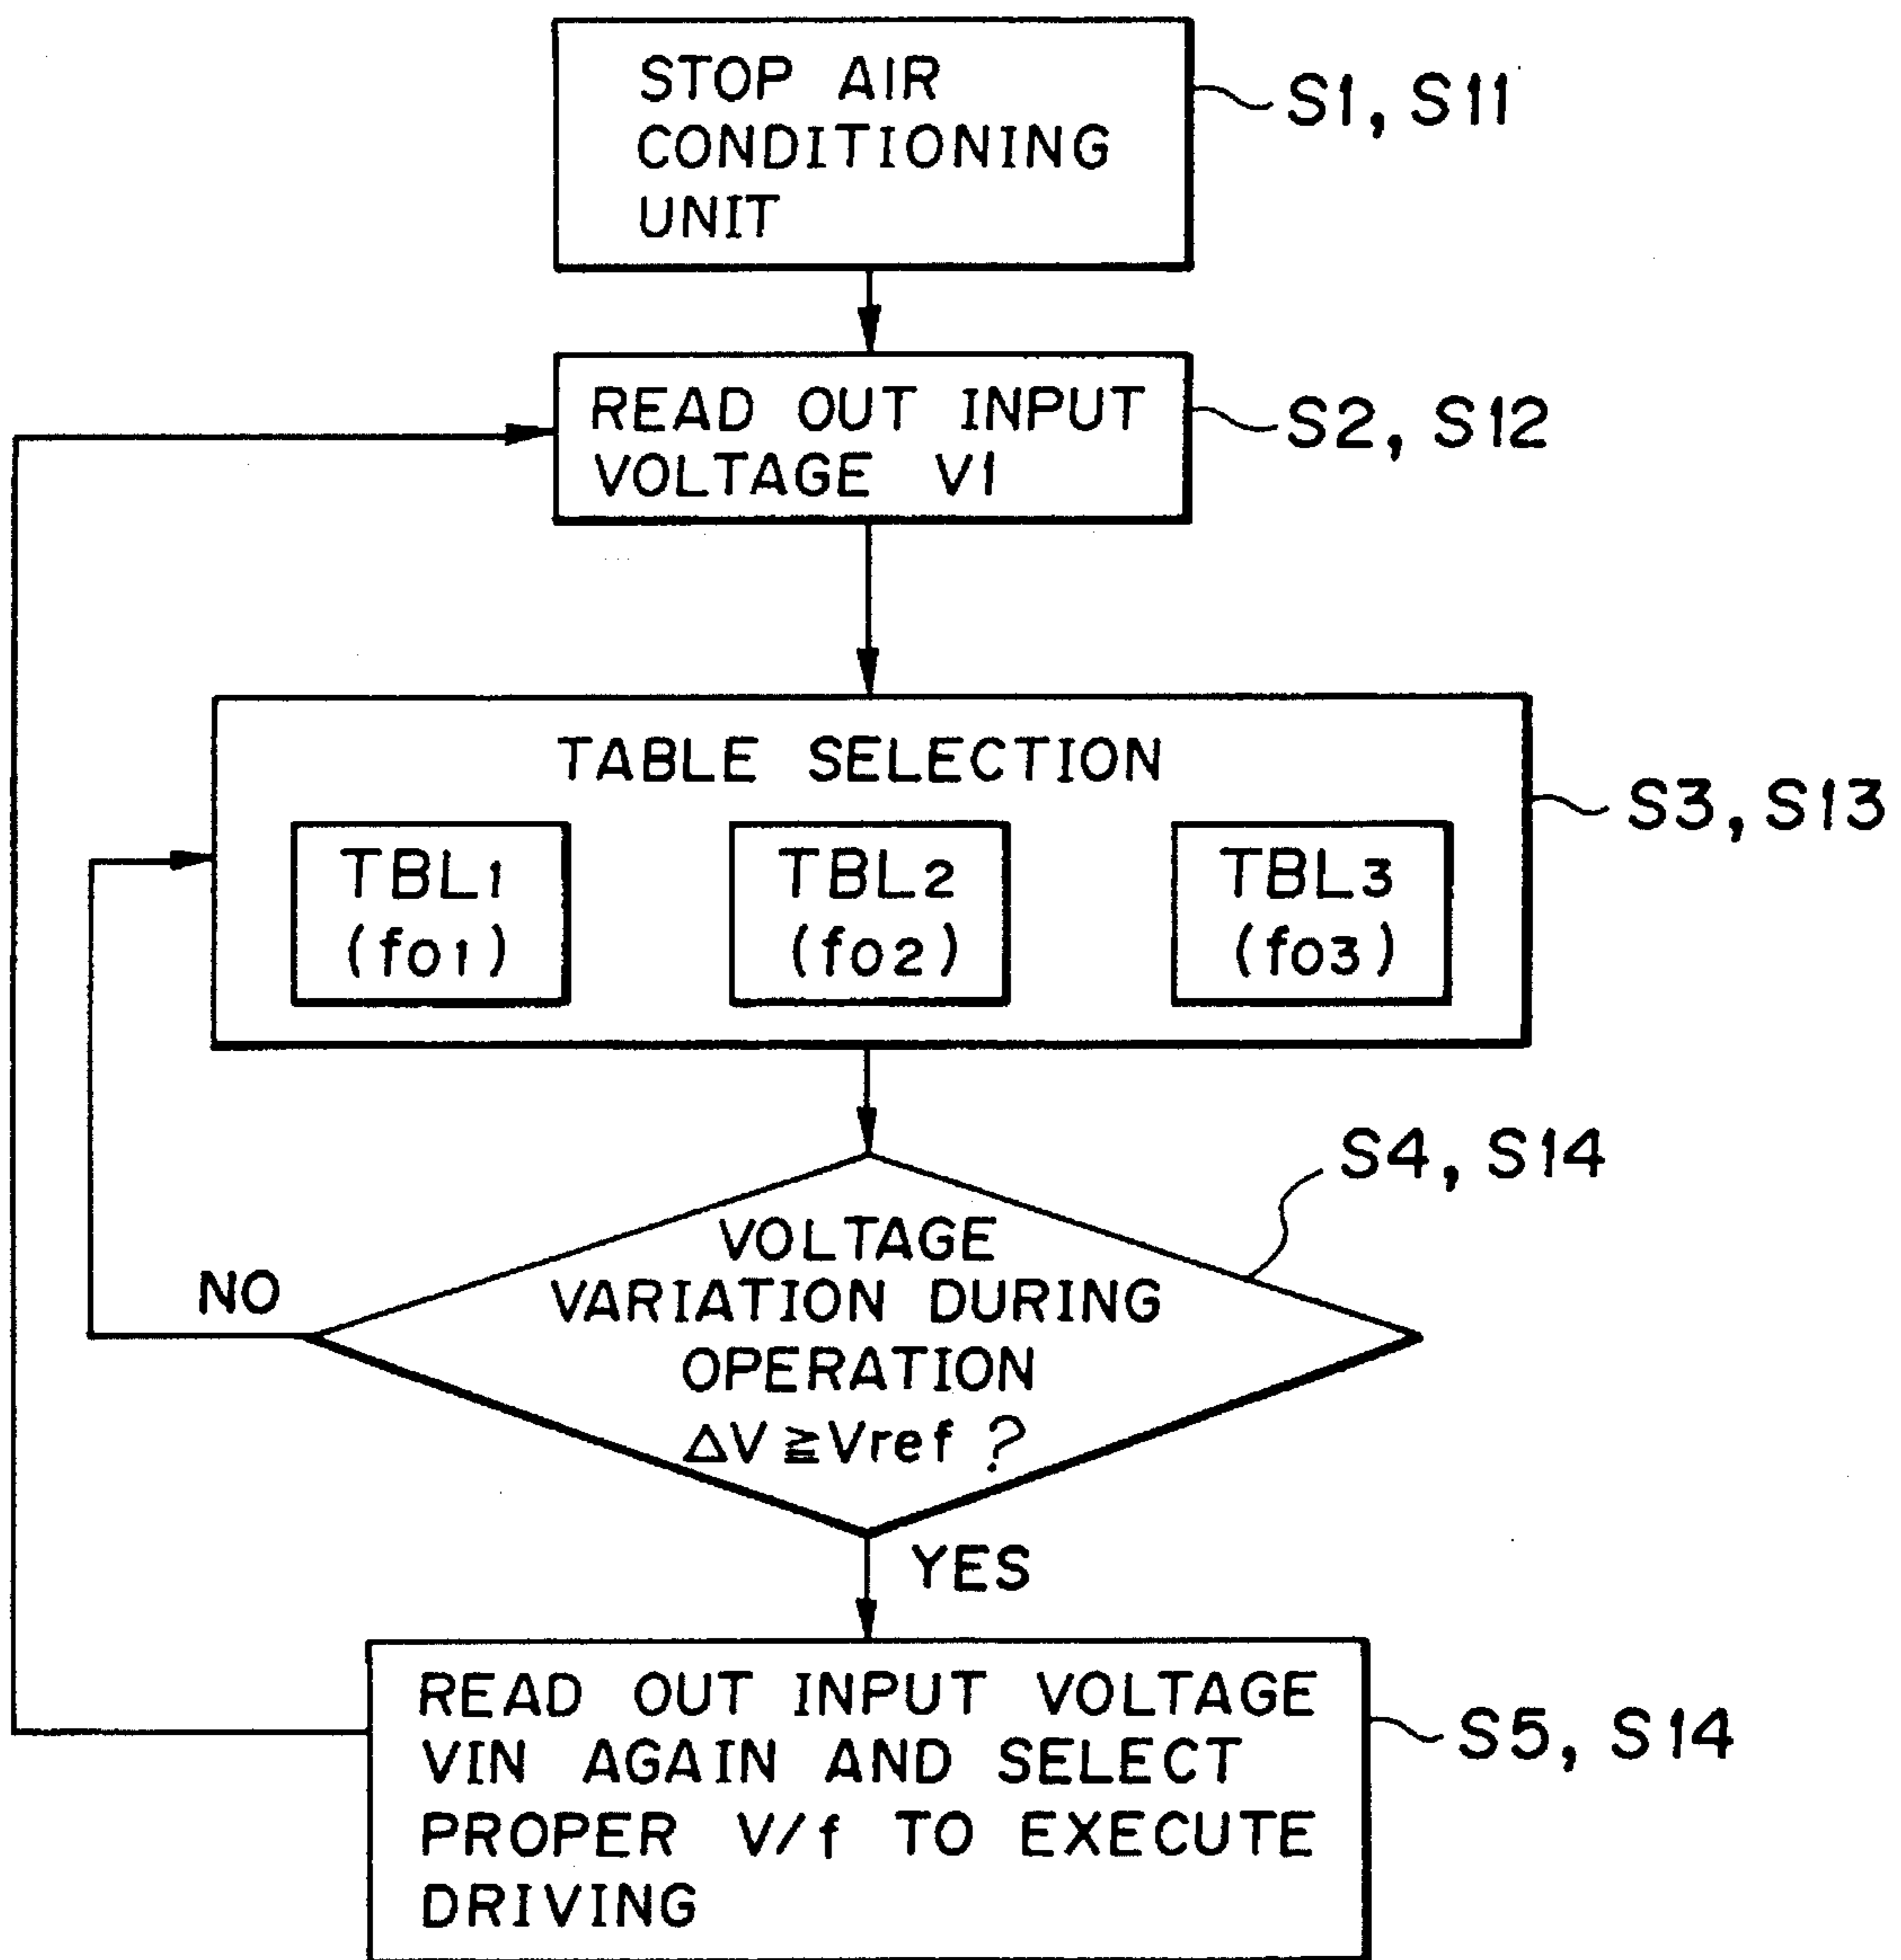 STOP AIR
CONDITIONING
UNIT
S1, S11
READ OUT INPUT
VOLTAGE V1
S2, S12
TABLE SELECTION
S3, S13
TBL1
(fo1)
TBL2
(fo2)
TBL3
(fo3)
S4, S14
VOLTAGE
VARIATION DURING
OPERATION
ΔV ≧ Vref ?
NO
YES
READ OUT INPUT VOLTAGE
VIN AGAIN AND SELECT
PROPER V/f TO EXECUTE
DRIVING
S5, S14